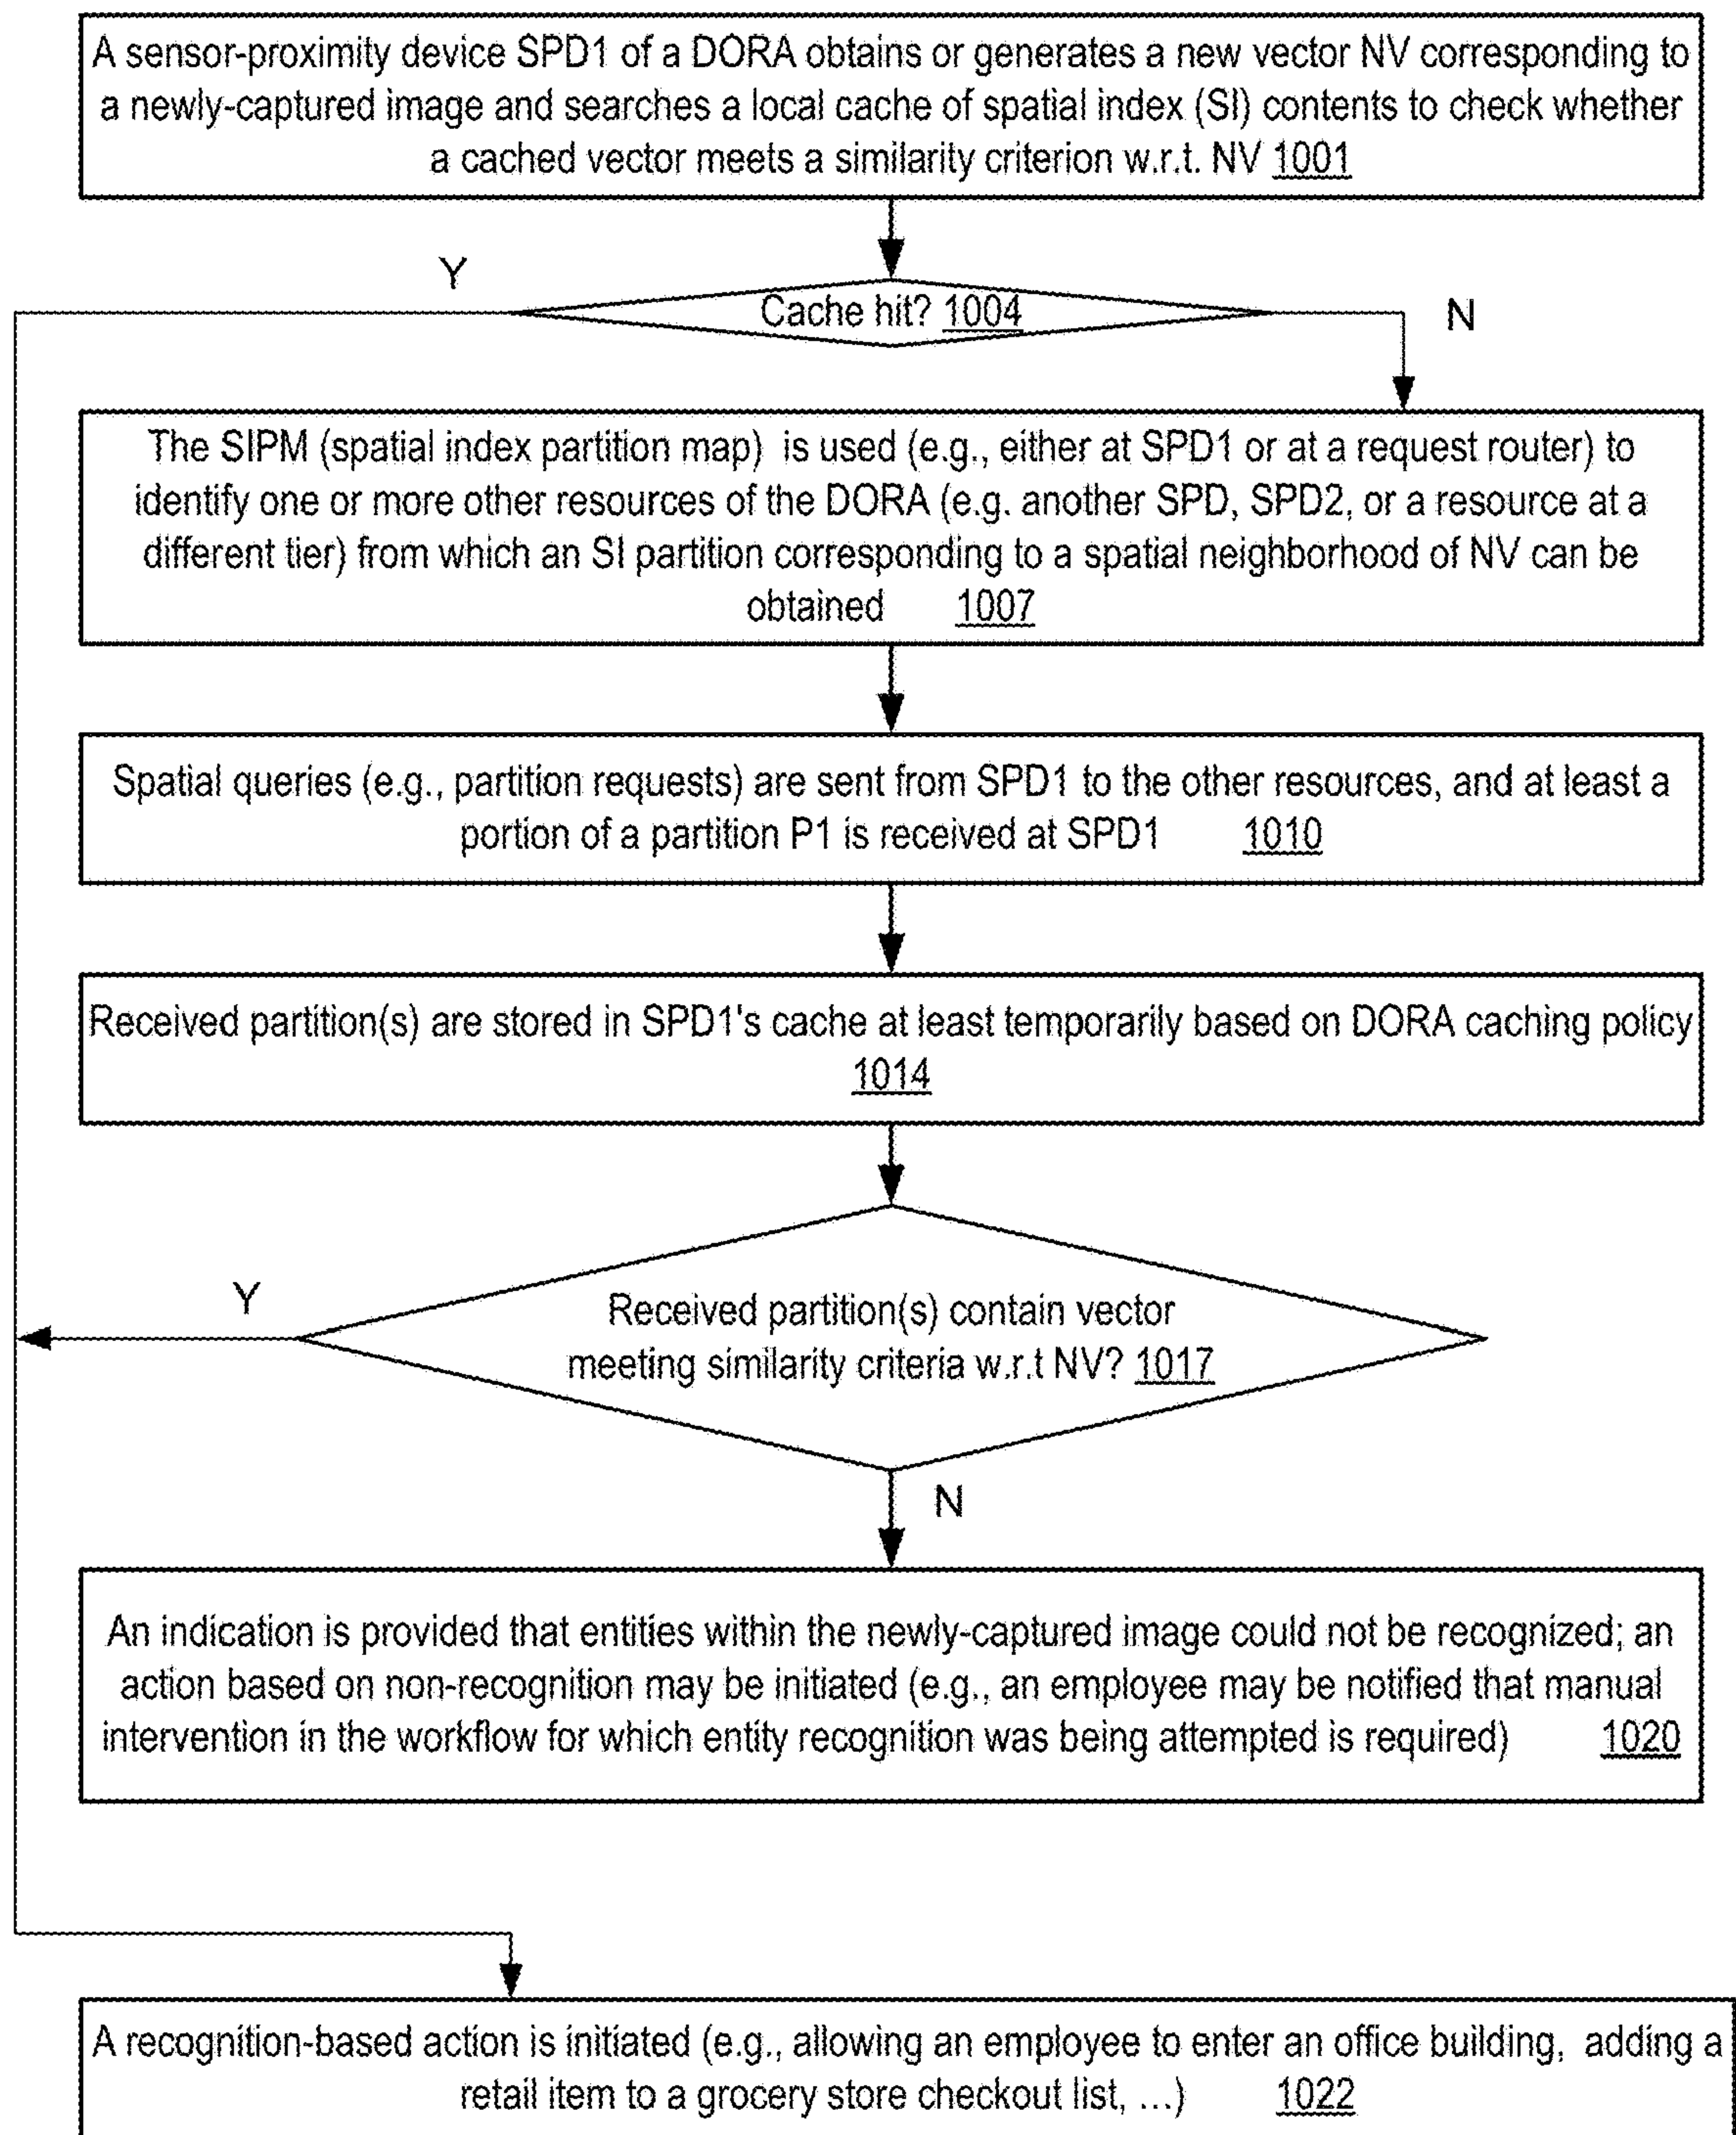 A sensor-proximity device SPD1 of a DORA obtains or generates a new vector NV corresponding to
a newly-captured image and searches a local cache of spatial index (SI) contents to check whether
a cached vector meets a similarity criterion w.r.t. NV 1001
Y
Cache hit? 1004
N
The SIPM (spatial index partition map) is used (e.g., either at SPD1 or at a request router) to
identify one or more other resources of the DORA (e.g. another SPD, SPD2, or a resource at a
different tier) from which an SI partition corresponding to a spatial neighborhood of NV can be
obtained 1007
Spatial queries (e.g., partition requests) are sent from SPD1 to the other resources, and at least a
portion of a partition P1 is received at SPD1 1010
Received partition(s) are stored in SPD1's cache at least temporarily based on DORA caching policy
1014
Y
Received partition(s) contain vector
meeting similarity criteria w.r.t NV? 1017
N
An indication is provided that entities within the newly-captured image could not be recognized; an
action based on non-recognition may be initiated (e.g., an employee may be notified that manual
intervention in the workflow for which entity recognition was being attempted is required) 1020
A recognition-based action is initiated (e.g., allowing an employee to enter an office building, adding a
retail item to a grocery store checkout list, ...) 1022